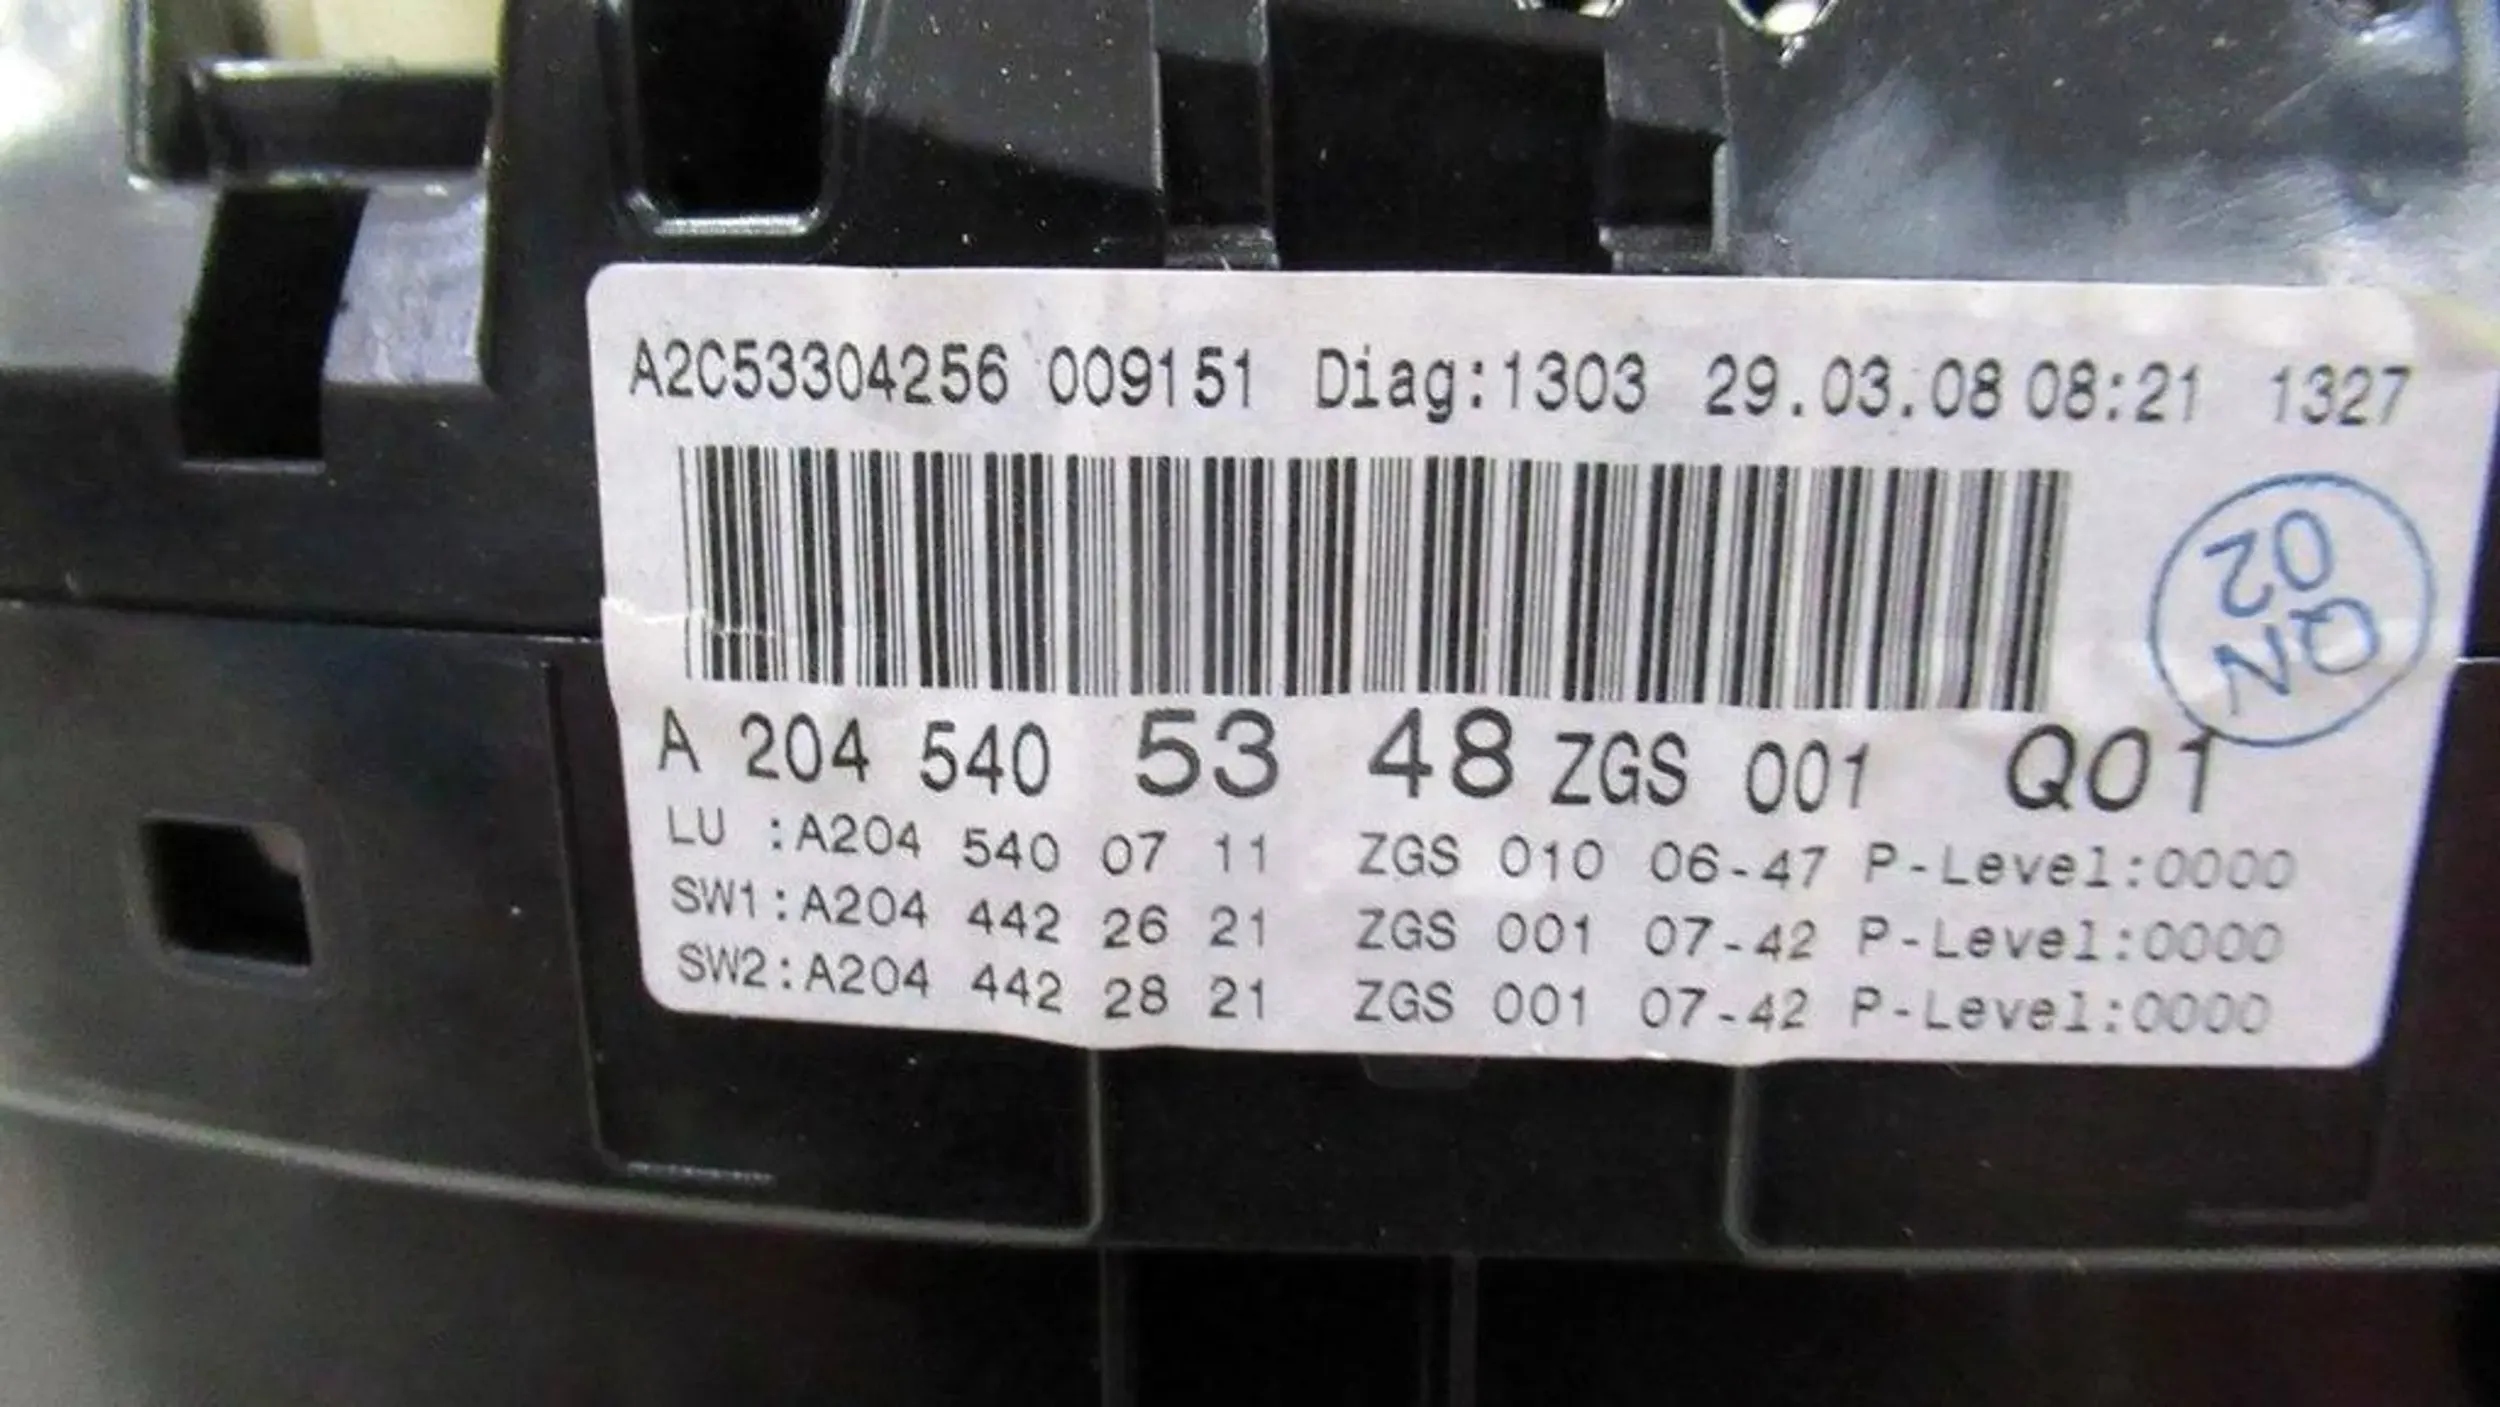 A2C53304256 009151 Diag:1303 29.03.08 08:21 1327
QN
02
A 204 540 53 48 ZGS 001 Q01
LU :A204 540 07 11 ZGS 010 06-47 P-Level:0000
SW1:A204 442 26 21 ZGS 001 07-42 P-Level:0000
SW2:A204 442 28 21 ZGS 001 07-42 P-Level:0000